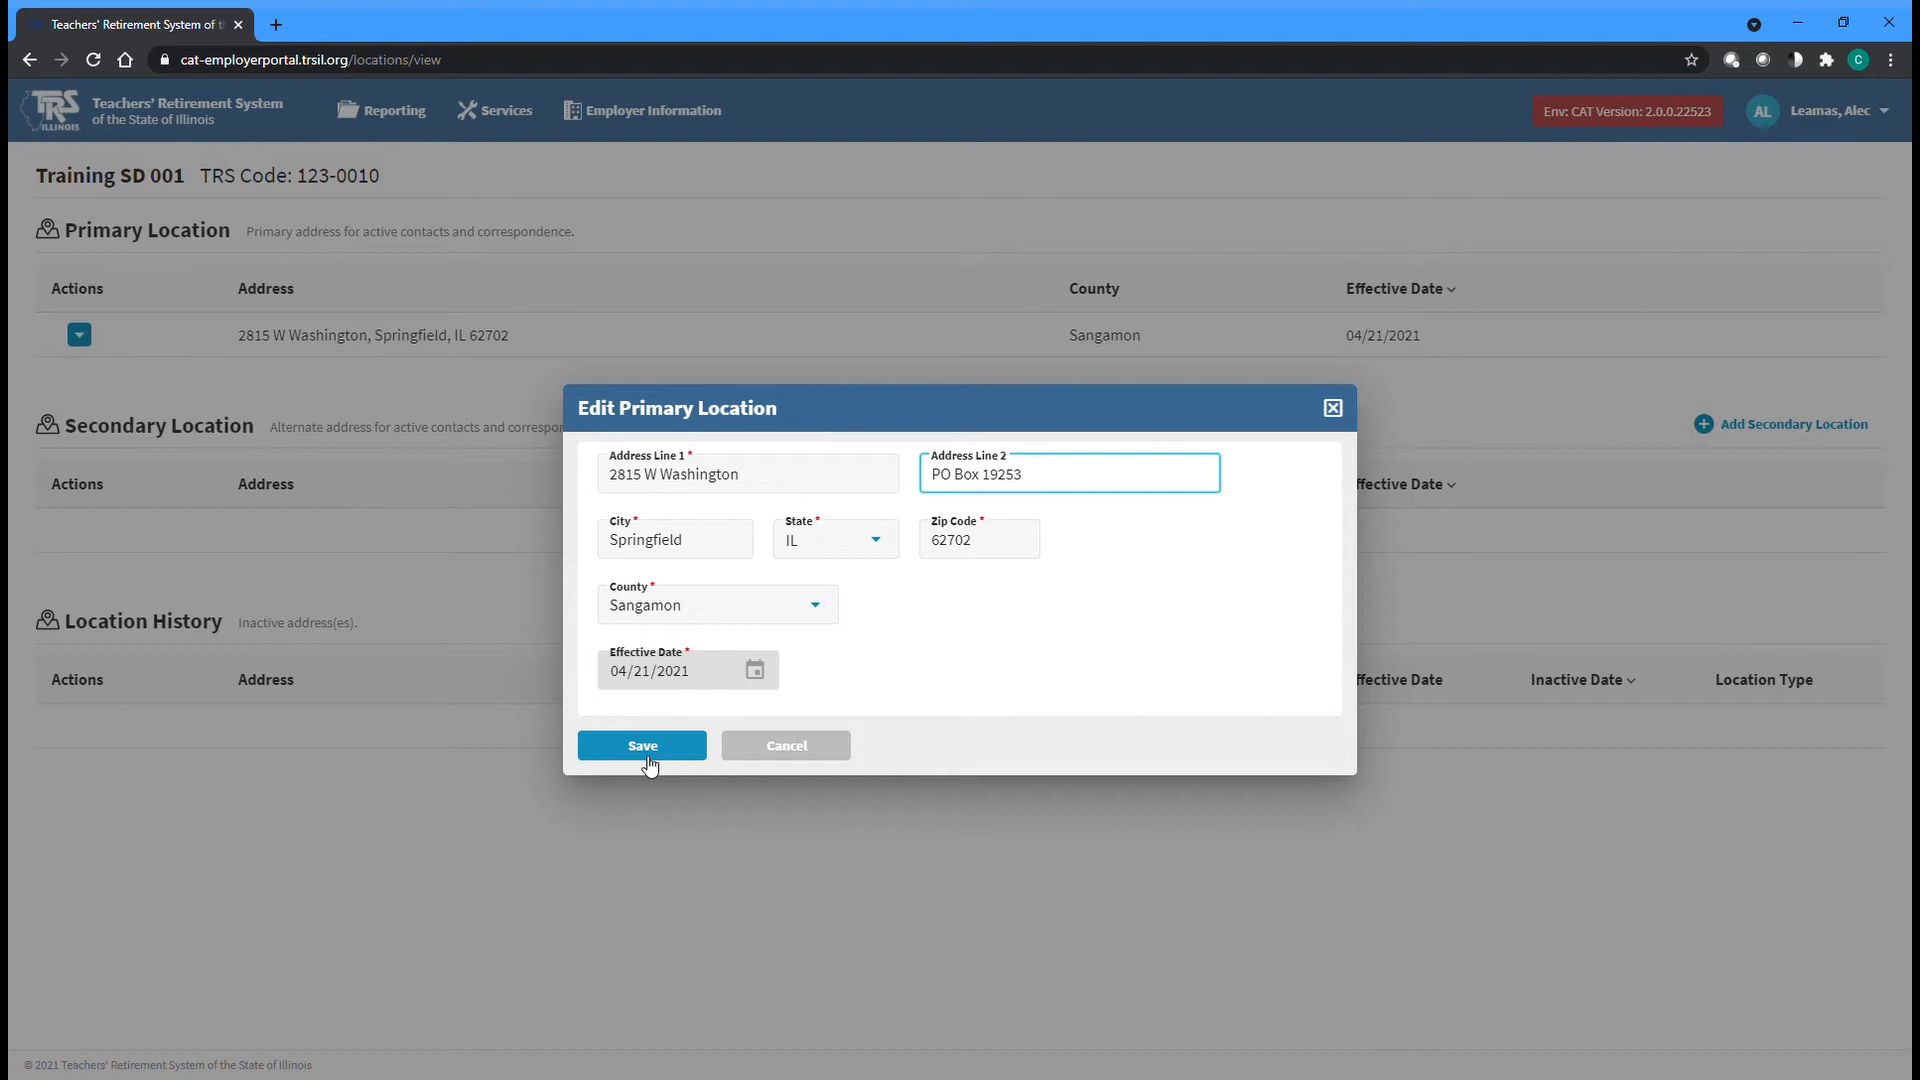 Teachers' Retirement System of t
cat-employerportal.trsil.org/locations/view
C
TRS
ILLINOIS
Teachers' Retirement System
of the State of Illinois
Reporting
Services
Employer Information
Env: CAT Version: 2.0.0.22523
AL
Leamas, Alec
Training SD 001 TRS Code: 123-0010
Primary Location Primary address for active contacts and correspondence.
Actions Address County Effective Date
2815 W Washington, Springfield, IL 62702 Sangamon 04/21/2021
Secondary Location Alternate address for active contacts and correspon
Add Secondary Location
Actions Address ffective Date
Location History Inactive address(es).
Actions Address ffective Date Inactive Date Location Type
Edit Primary Location
Address Line 1 * Address Line 2
2815 W Washington PO Box 19253
City * State * Zip Code *
Springfield IL 62702
County *
Sangamon
Effective Date *
04/21/2021
Save Cancel
© 2021 Teachers' Retirement System of the State of Illinois